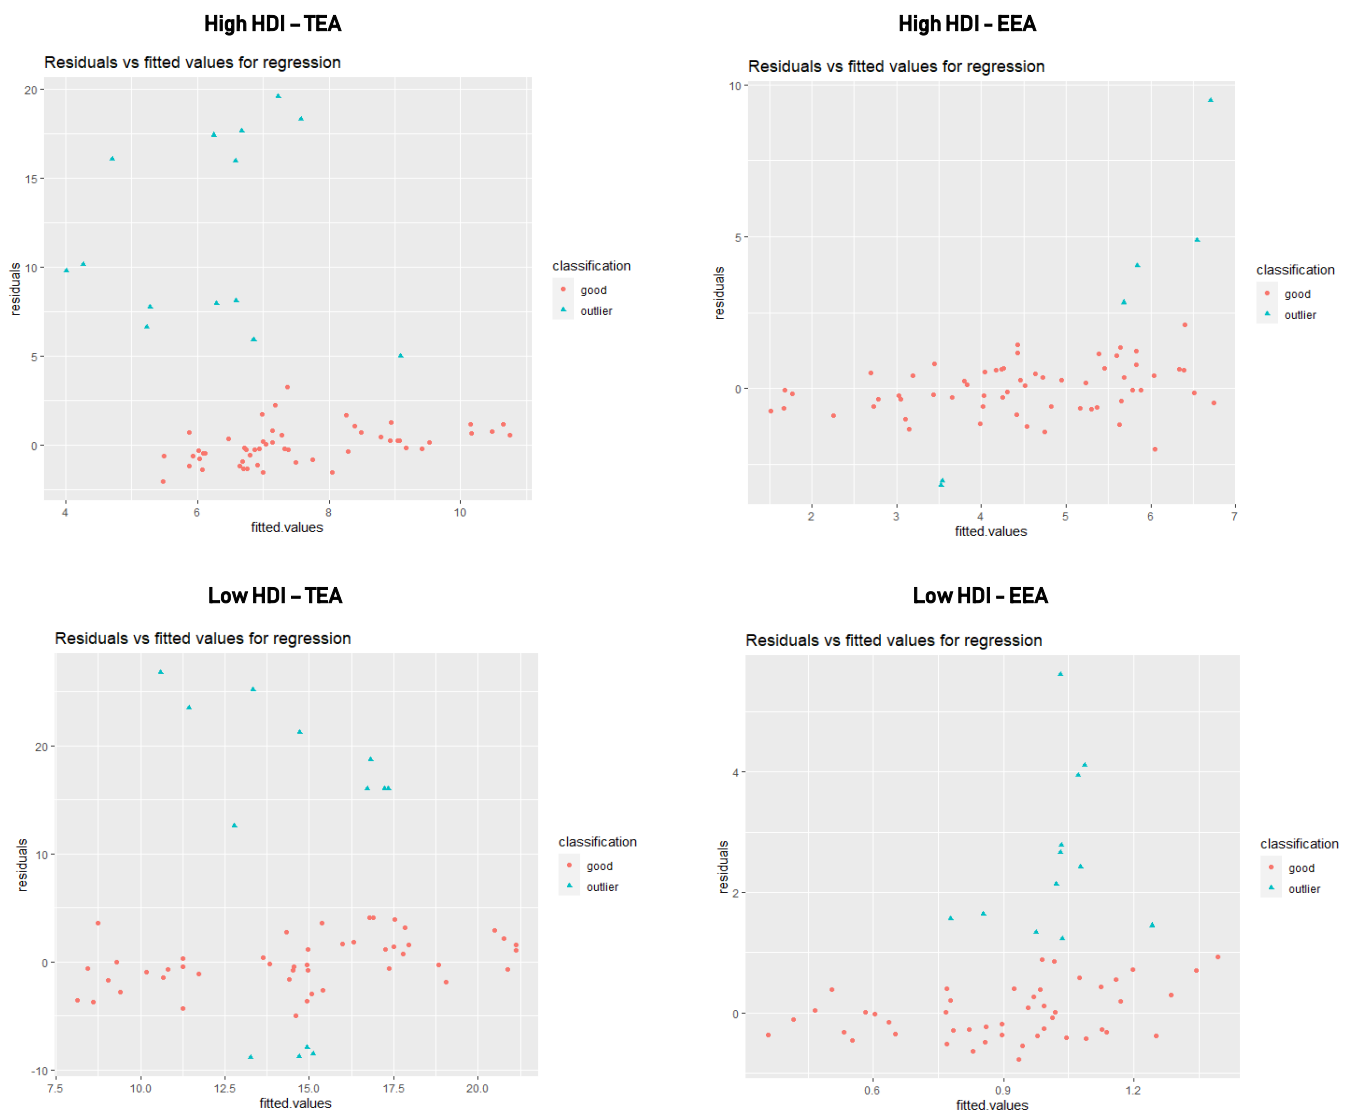 High HDI – TEA
Residuals vs fitted values for regression
20
15
10
5
0
residuals
4 6 8 10
fitted.values
classification
good
outlier
High HDI - EEA
Residuals vs fitted values for regression
10
5
0
residuals
2 3 4 5 6 7
fitted.values
classification
good
outlier
Low HDI – TEA
Residuals vs fitted values for regression
20
10
0
-10
residuals
7.5 10.0 12.5 15.0 17.5 20.0
fitted.values
classification
good
outlier
Low HDI - EEA
Residuals vs fitted values for regression
4
2
0
residuals
0.6 0.9 1.2
fitted.values
classification
good
outlier